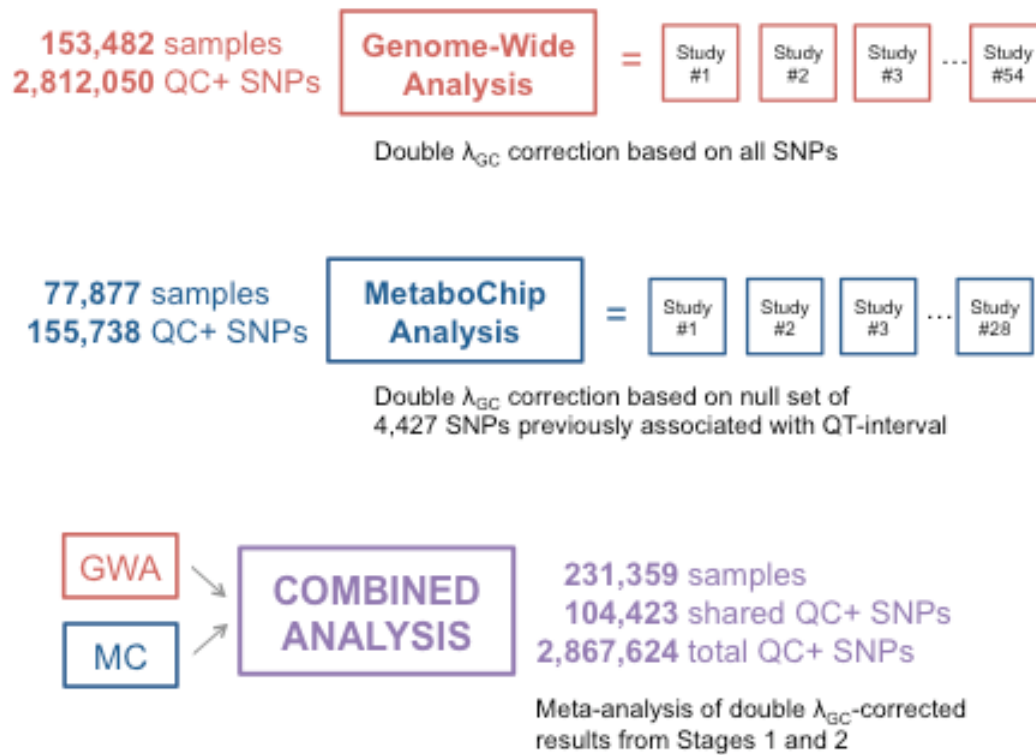 153,482 samples
2,812,050 QC+ SNPs
Genome-Wide
Analysis
=
Study
#1
Study
#2
Study
#3
...
Study
#54
Double λGC correction based on all SNPs
77,877 samples
155,738 QC+ SNPs
MetaboChip
Analysis
=
Study
#1
Study
#2
Study
#3
...
Study
#28
Double λGC correction based on null set of
4,427 SNPs previously associated with QT-interval
GWA
MC
COMBINED
ANALYSIS
231,359 samples
104,423 shared QC+ SNPs
2,867,624 total QC+ SNPs
Meta-analysis of double λGC-corrected
results from Stages 1 and 2